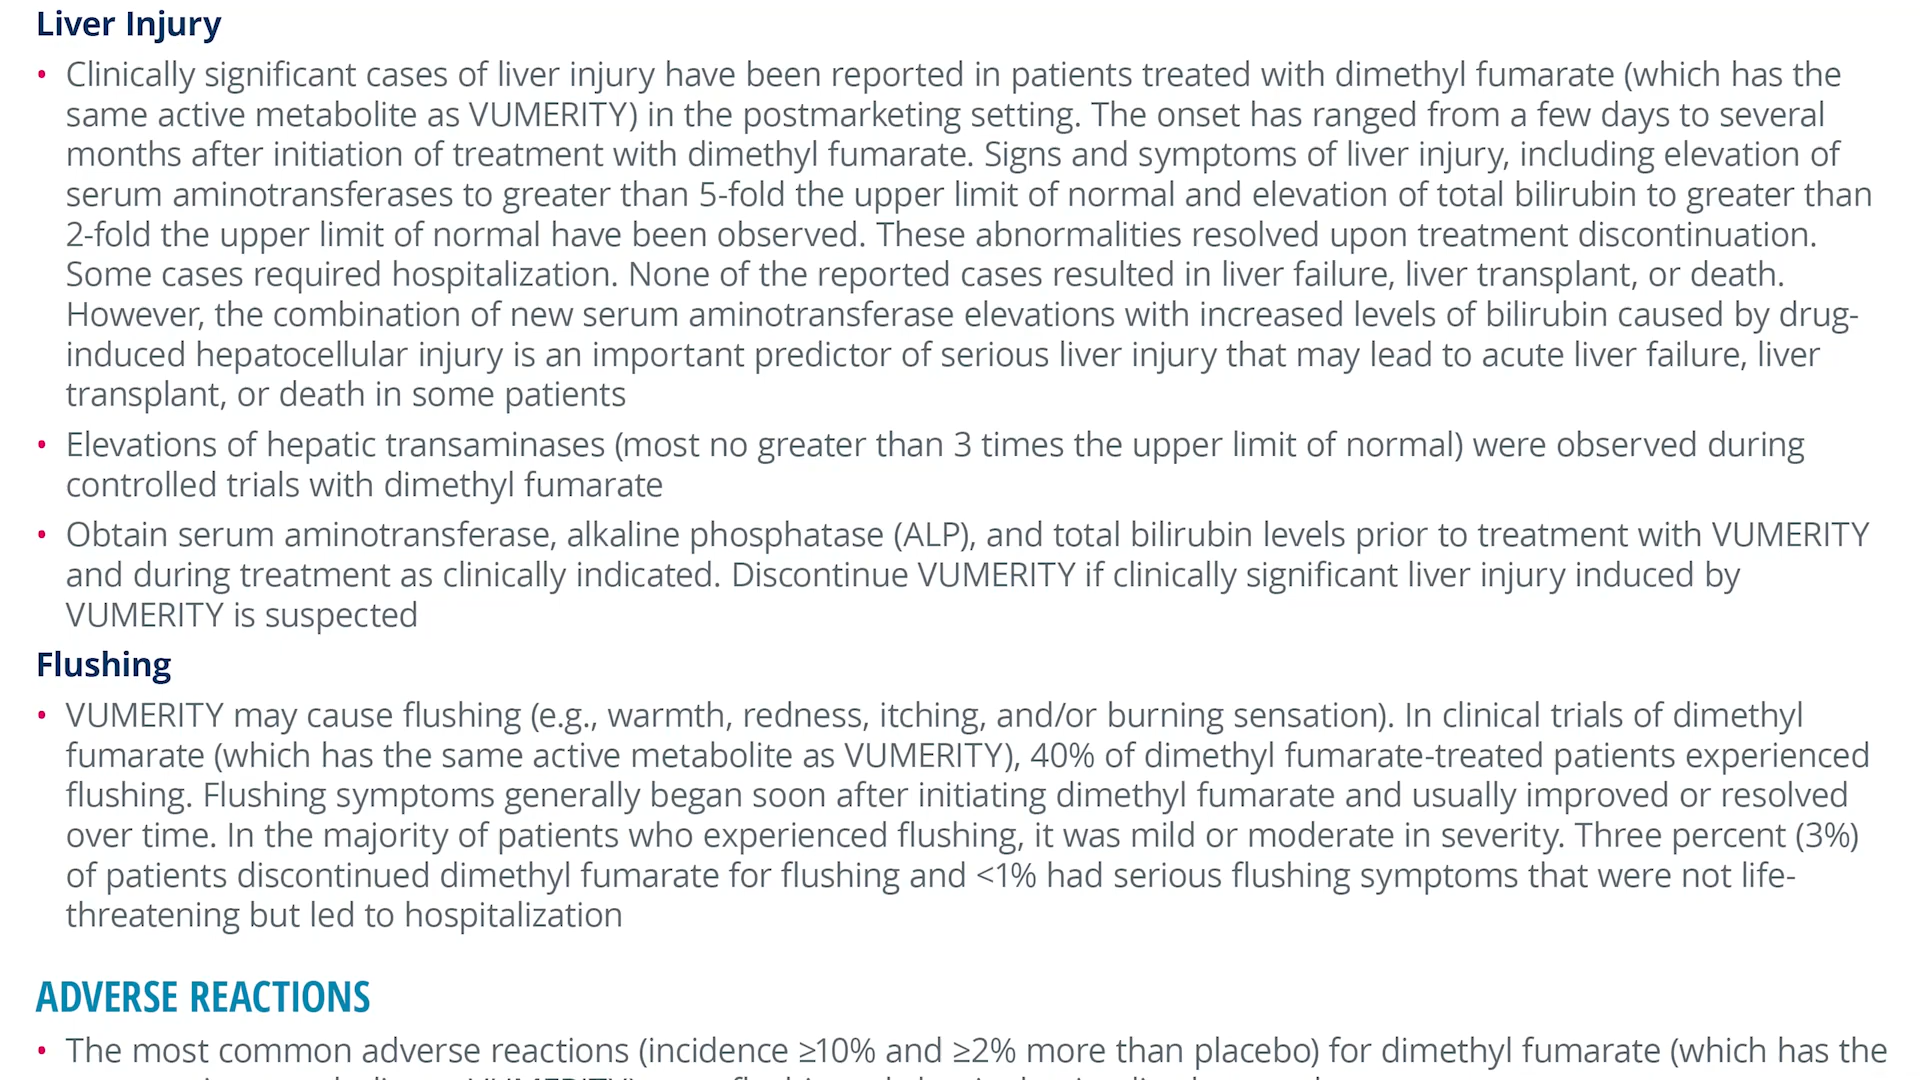 Liver Injury
• Clinically significant cases of liver injury have been reported in patients treated with dimethyl fumarate (which has the
same active metabolite as VUMERITY) in the postmarketing setting. The onset has ranged from a few days to several
months after initiation of treatment with dimethyl fumarate. Signs and symptoms of liver injury, including elevation of
serum aminotransferases to greater than 5-fold the upper limit of normal and elevation of total bilirubin to greater than
2-fold the upper limit of normal have been observed. These abnormalities resolved upon treatment discontinuation.
Some cases required hospitalization. None of the reported cases resulted in liver failure, liver transplant, or death.
However, the combination of new serum aminotransferase elevations with increased levels of bilirubin caused by drug-
induced hepatocellular injury is an important predictor of serious liver injury that may lead to acute liver failure, liver
transplant, or death in some patients
• Elevations of hepatic transaminases (most no greater than 3 times the upper limit of normal) were observed during
controlled trials with dimethyl fumarate
• Obtain serum aminotransferase, alkaline phosphatase (ALP), and total bilirubin levels prior to treatment with VUMERITY
and during treatment as clinically indicated. Discontinue VUMERITY if clinically significant liver injury induced by
VUMERITY is suspected
Flushing
• VUMERITY may cause flushing (e.g., warmth, redness, itching, and/or burning sensation). In clinical trials of dimethyl
fumarate (which has the same active metabolite as VUMERITY), 40% of dimethyl fumarate-treated patients experienced
flushing. Flushing symptoms generally began soon after initiating dimethyl fumarate and usually improved or resolved
over time. In the majority of patients who experienced flushing, it was mild or moderate in severity. Three percent (3%)
of patients discontinued dimethyl fumarate for flushing and <1% had serious flushing symptoms that were not life-
threatening but led to hospitalization
ADVERSE REACTIONS
• The most common adverse reactions (incidence ≥10% and ≥2% more than placebo) for dimethyl fumarate (which has the